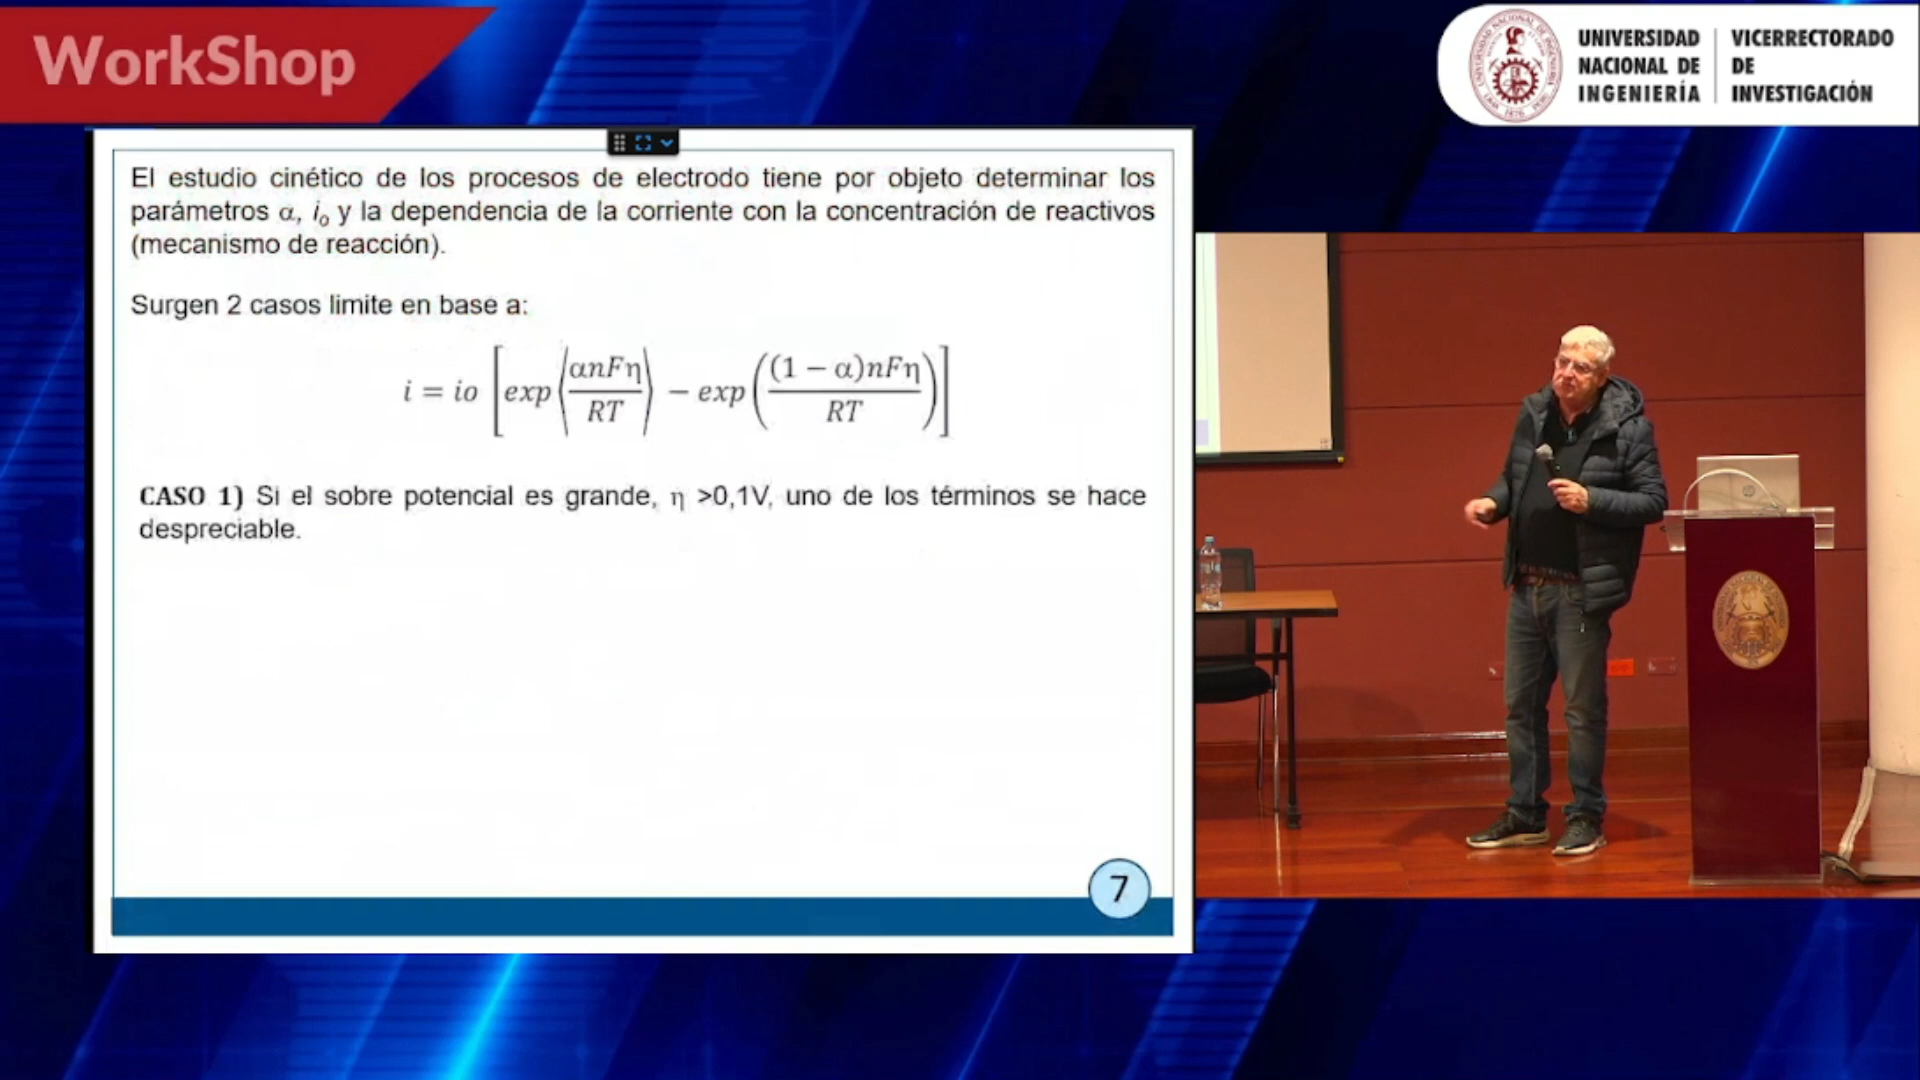 WorkShop
UNIVERSIDAD
NACIONAL DE
INGENIERÍA
VICERRECTORADO
DE
INVESTIGACIÓN
El estudio cinético de los procesos de electrodo tiene por objeto determinar los
parámetros α, i₀ y la dependencia de la corriente con la concentración de reactivos
(mecanismo de reacción).
Surgen 2 casos limite en base a:
i = io [exp⟨αnFη/RT⟩ − exp((1 − α)nFη/RT)]
CASO 1) Si el sobre potencial es grande, η >0,1V, uno de los términos se hace
despreciable.
7